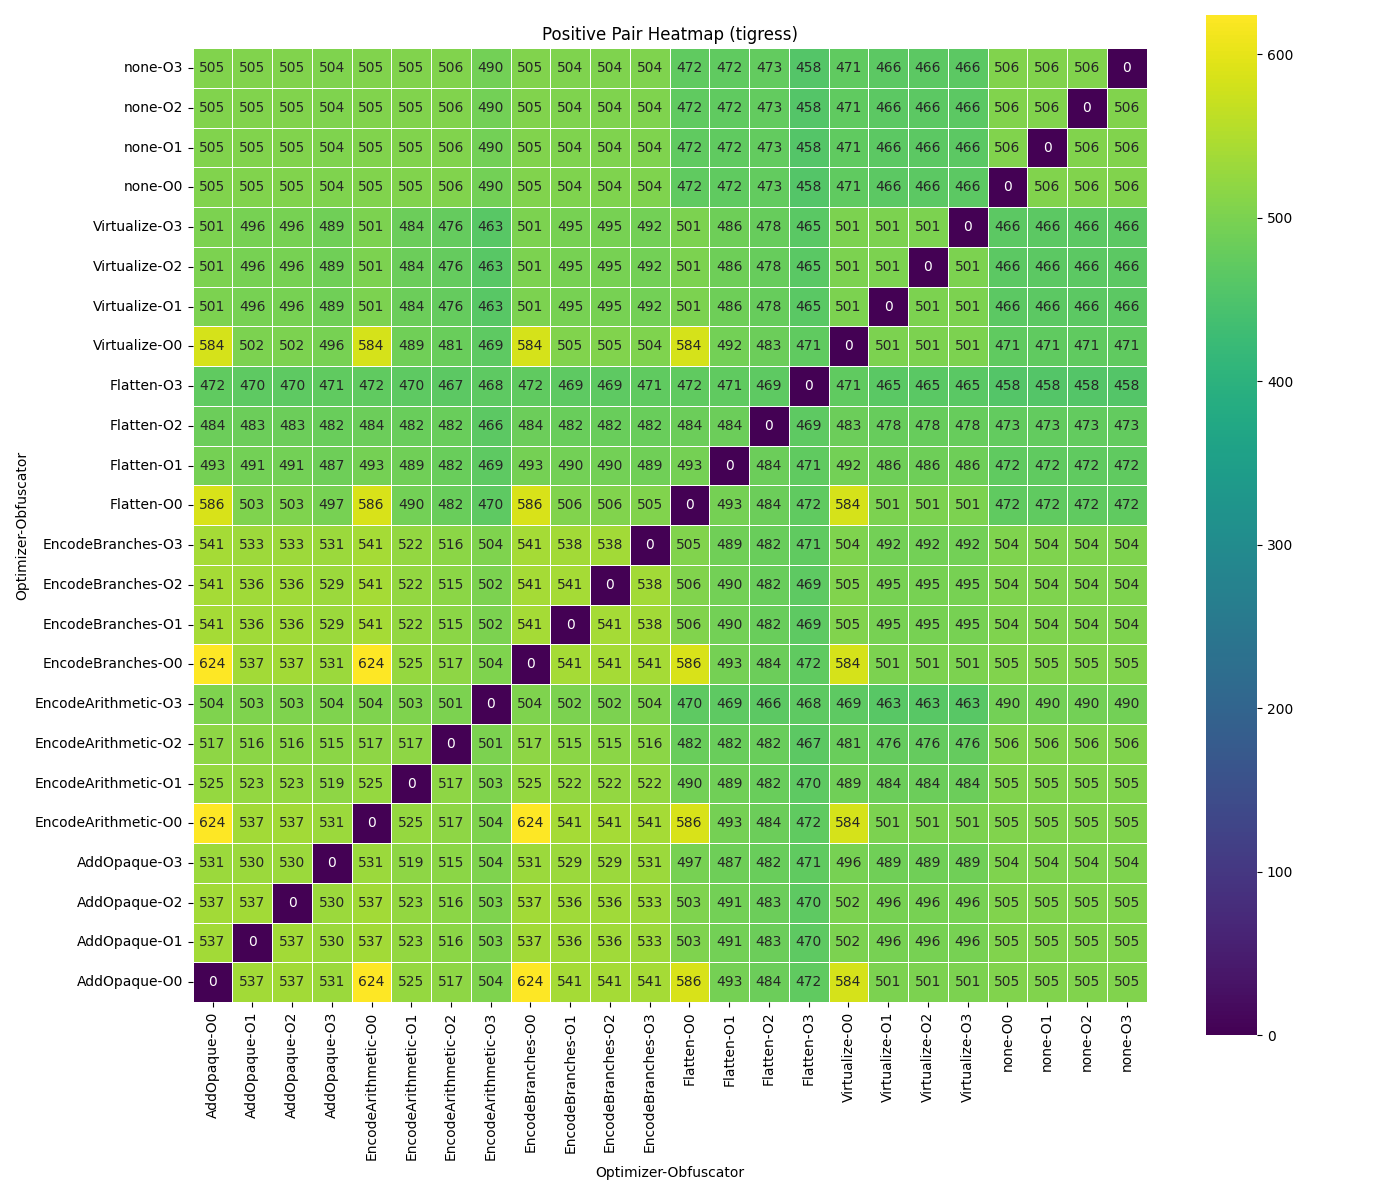 Positive Pair Heatmap (tigress)
none-O3 505 505 505 504 505 505 506 490 505 504 504 504 472 472 473 458 471 466 466 466 506 506 506 0
none-O2 505 505 505 504 505 505 506 490 505 504 504 504 472 472 473 458 471 466 466 466 506 506 0 506
none-O1 505 505 505 504 505 505 506 490 505 504 504 504 472 472 473 458 471 466 466 466 506 0 506 506
none-O0 505 505 505 504 505 505 506 490 505 504 504 504 472 472 473 458 471 466 466 466 0 506 506 506
Virtualize-O3 501 496 496 489 501 484 476 463 501 495 495 492 501 486 478 465 501 501 501 0 466 466 466 466
Virtualize-O2 501 496 496 489 501 484 476 463 501 495 495 492 501 486 478 465 501 501 0 501 466 466 466 466
Virtualize-O1 501 496 496 489 501 484 476 463 501 495 495 492 501 486 478 465 501 0 501 501 466 466 466 466
Virtualize-O0 584 502 502 496 584 489 481 469 584 505 505 504 584 492 483 471 0 501 501 501 471 471 471 471
Flatten-O3 472 470 470 471 472 470 467 468 472 469 469 471 472 471 469 0 471 465 465 465 458 458 458 458
Flatten-O2 484 483 483 482 484 482 482 466 484 482 482 482 484 484 0 469 483 478 478 478 473 473 473 473
Flatten-O1 493 491 491 487 493 489 482 469 493 490 490 489 493 0 484 471 492 486 486 486 472 472 472 472
Flatten-O0 586 503 503 497 586 490 482 470 586 506 506 505 0 493 484 472 584 501 501 501 472 472 472 472
EncodeBranches-O3 541 533 533 531 541 522 516 504 541 538 538 0 505 489 482 471 504 492 492 492 504 504 504 504
EncodeBranches-O2 541 536 536 529 541 522 515 502 541 541 0 538 506 490 482 469 505 495 495 495 504 504 504 504
EncodeBranches-O1 541 536 536 529 541 522 515 502 541 0 541 538 506 490 482 469 505 495 495 495 504 504 504 504
EncodeBranches-O0 624 537 537 531 624 525 517 504 0 541 541 541 586 493 484 472 584 501 501 501 505 505 505 505
EncodeArithmetic-O3 504 503 503 504 504 503 501 0 504 502 502 504 470 469 466 468 469 463 463 463 490 490 490 490
EncodeArithmetic-O2 517 516 516 515 517 517 0 501 517 515 515 516 482 482 482 467 481 476 476 476 506 506 506 506
EncodeArithmetic-O1 525 523 523 519 525 0 517 503 525 522 522 522 490 489 482 470 489 484 484 484 505 505 505 505
EncodeArithmetic-O0 624 537 537 531 0 525 517 504 624 541 541 541 586 493 484 472 584 501 501 501 505 505 505 505
AddOpaque-O3 531 530 530 0 531 519 515 504 531 529 529 531 497 487 482 471 496 489 489 489 504 504 504 504
AddOpaque-O2 537 537 0 530 537 523 516 503 537 536 536 533 503 491 483 470 502 496 496 496 505 505 505 505
AddOpaque-O1 537 0 537 530 537 523 516 503 537 536 536 533 503 491 483 470 502 496 496 496 505 505 505 505
AddOpaque-O0 0 537 537 531 624 525 517 504 624 541 541 541 586 493 484 472 584 501 501 501 505 505 505 505
Optimizer-Obfuscator
AddOpaque-O0
AddOpaque-O1
AddOpaque-O2
AddOpaque-O3
EncodeArithmetic-O0
EncodeArithmetic-O1
EncodeArithmetic-O2
EncodeArithmetic-O3
EncodeBranches-O0
EncodeBranches-O1
EncodeBranches-O2
EncodeBranches-O3
Flatten-O0
Flatten-O1
Flatten-O2
Flatten-O3
Virtualize-O0
Virtualize-O1
Virtualize-O2
Virtualize-O3
none-O0
none-O1
none-O2
none-O3
Optimizer-Obfuscator
600
500
400
300
200
100
0